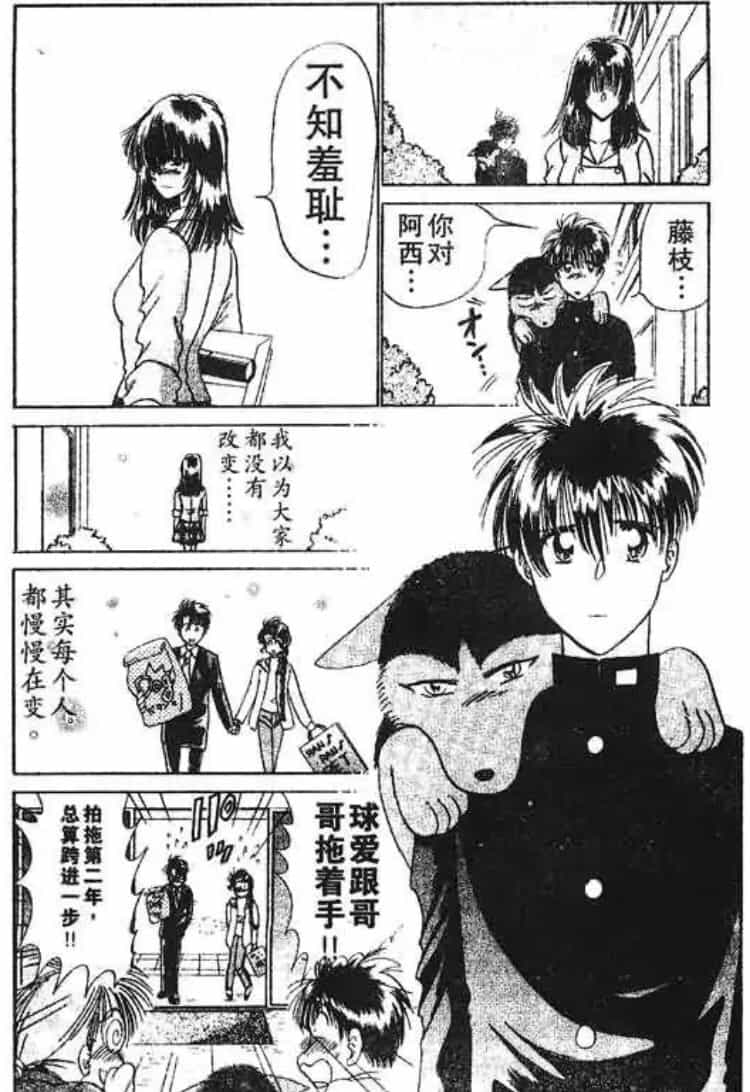 藤枝…
你对
阿西…
オン…
不知羞耻…
我以为大家
都没有
改变……
其实每个人
都慢慢在变。
球爱跟哥
哥拖着手!!
拍拖第二年，
总算跨进一步!!